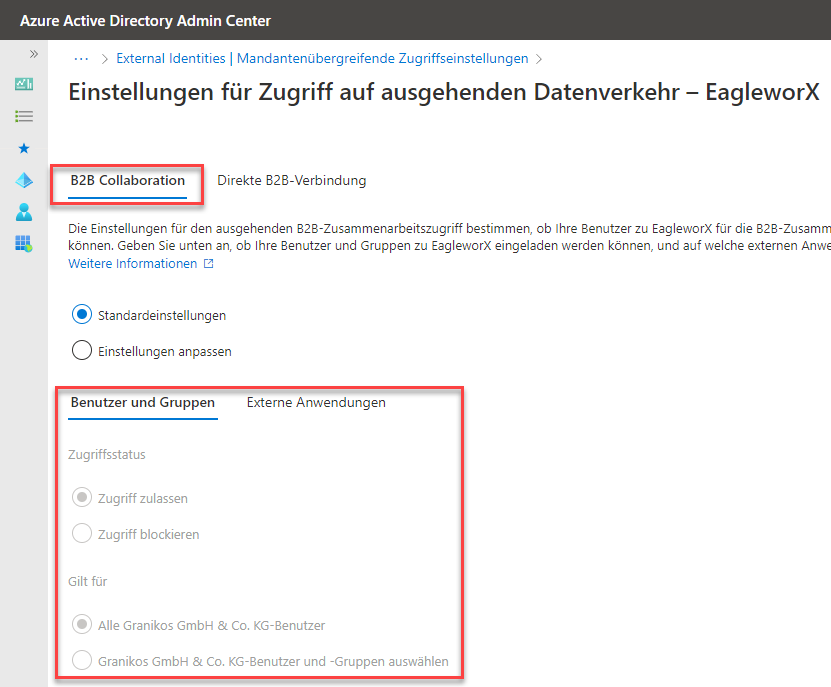 Azure Active Directory Admin Center
··· > External Identities | Mandantenübergreifende Zugriffseinstellungen >
Einstellungen für Zugriff auf ausgehenden Datenverkehr – EagleworX
B2B Collaboration Direkte B2B-Verbindung
Die Einstellungen für den ausgehenden B2B-Zusammenarbeitszugriff bestimmen, ob Ihre Benutzer zu EagleworX für die B2B-Zusamm
können. Geben Sie unten an, ob Ihre Benutzer und Gruppen zu EagleworX eingeladen werden können, und auf welche externen Anwe
Weitere Informationen
Standardeinstellungen
Einstellungen anpassen
Benutzer und Gruppen Externe Anwendungen
Zugriffsstatus
Zugriff zulassen
Zugriff blockieren
Gilt für
Alle Granikos GmbH & Co. KG-Benutzer
Granikos GmbH & Co. KG-Benutzer und -Gruppen auswählen